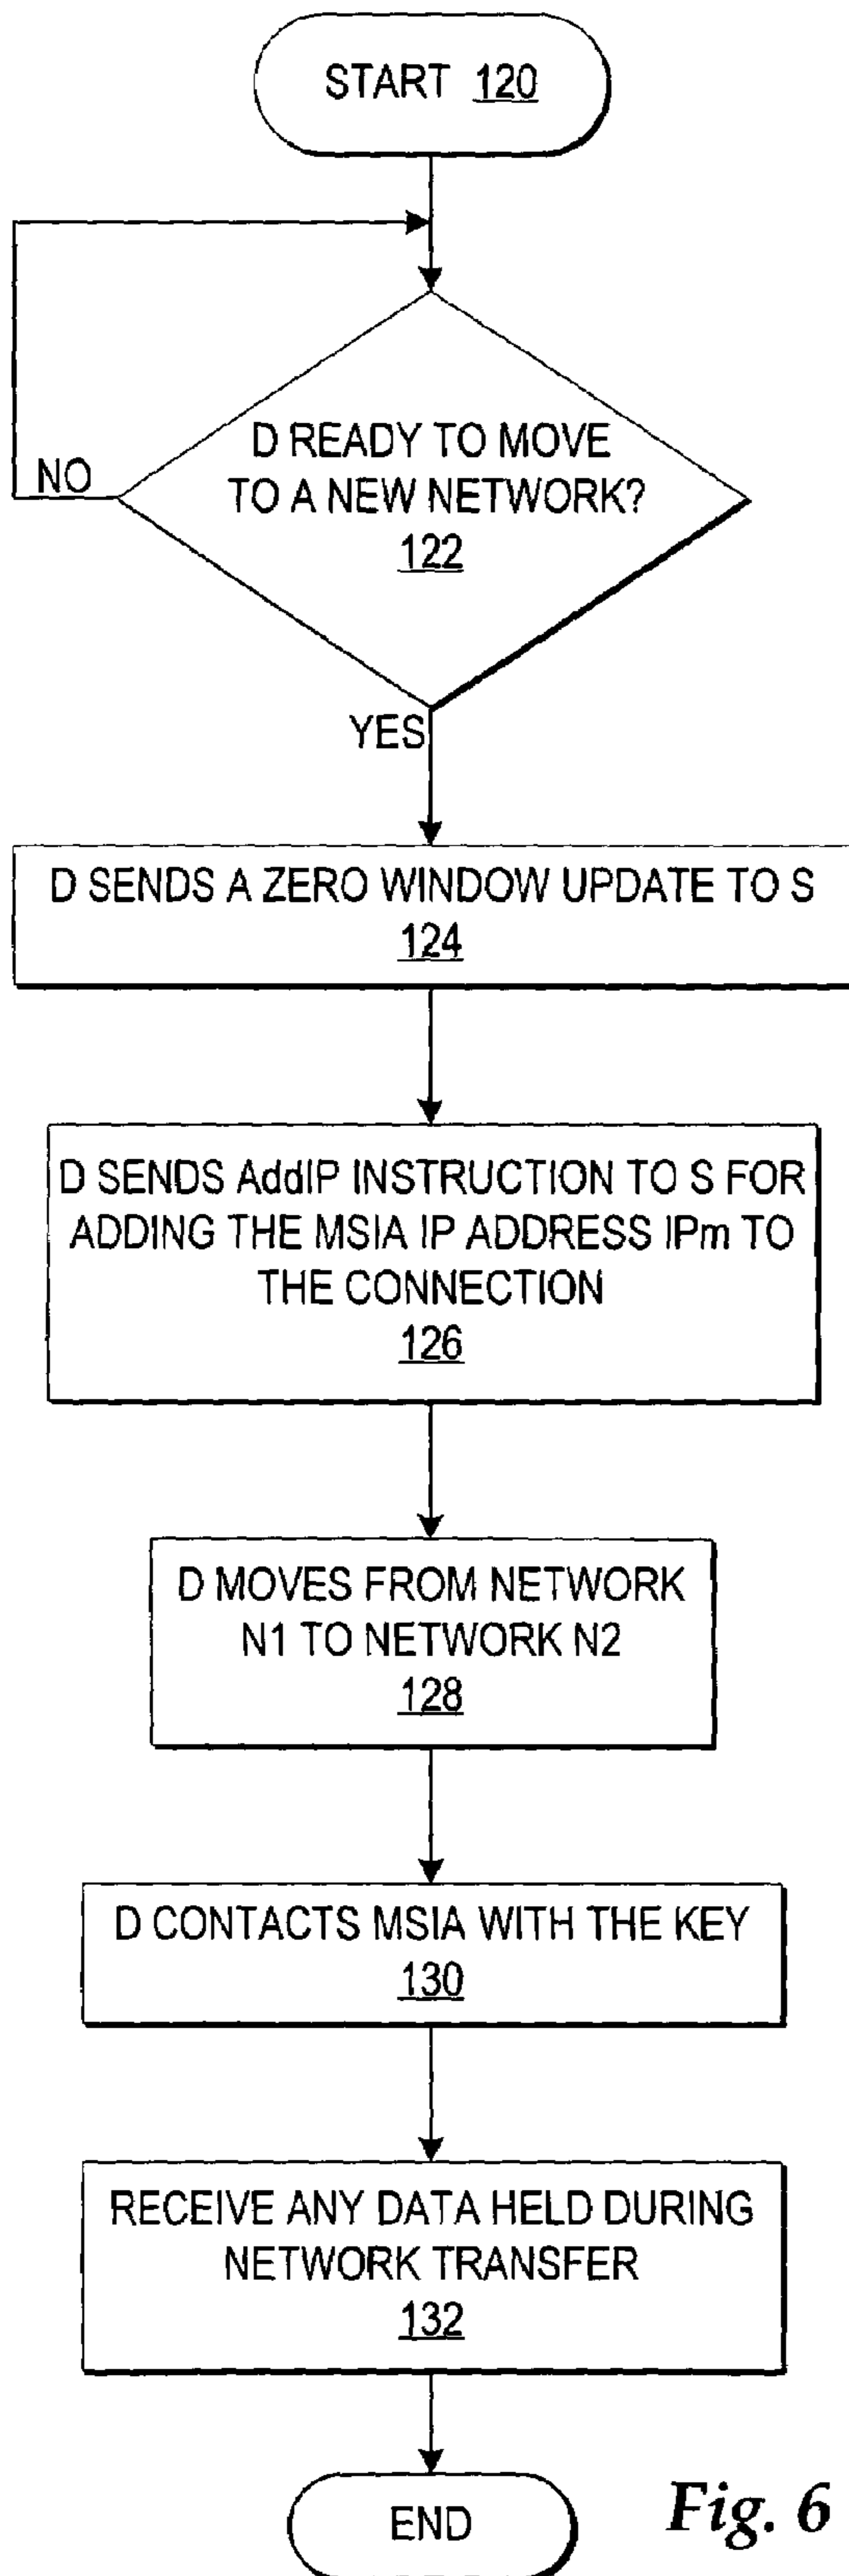 START 120
D READY TO MOVE
TO A NEW NETWORK?
122
NO
YES
D SENDS A ZERO WINDOW UPDATE TO S
124
D SENDS AddIP INSTRUCTION TO S FOR
ADDING THE MSIA IP ADDRESS IPm TO
THE CONNECTION
126
D MOVES FROM NETWORK
N1 TO NETWORK N2
128
D CONTACTS MSIA WITH THE KEY
130
RECEIVE ANY DATA HELD DURING
NETWORK TRANSFER
132
END
Fig. 6